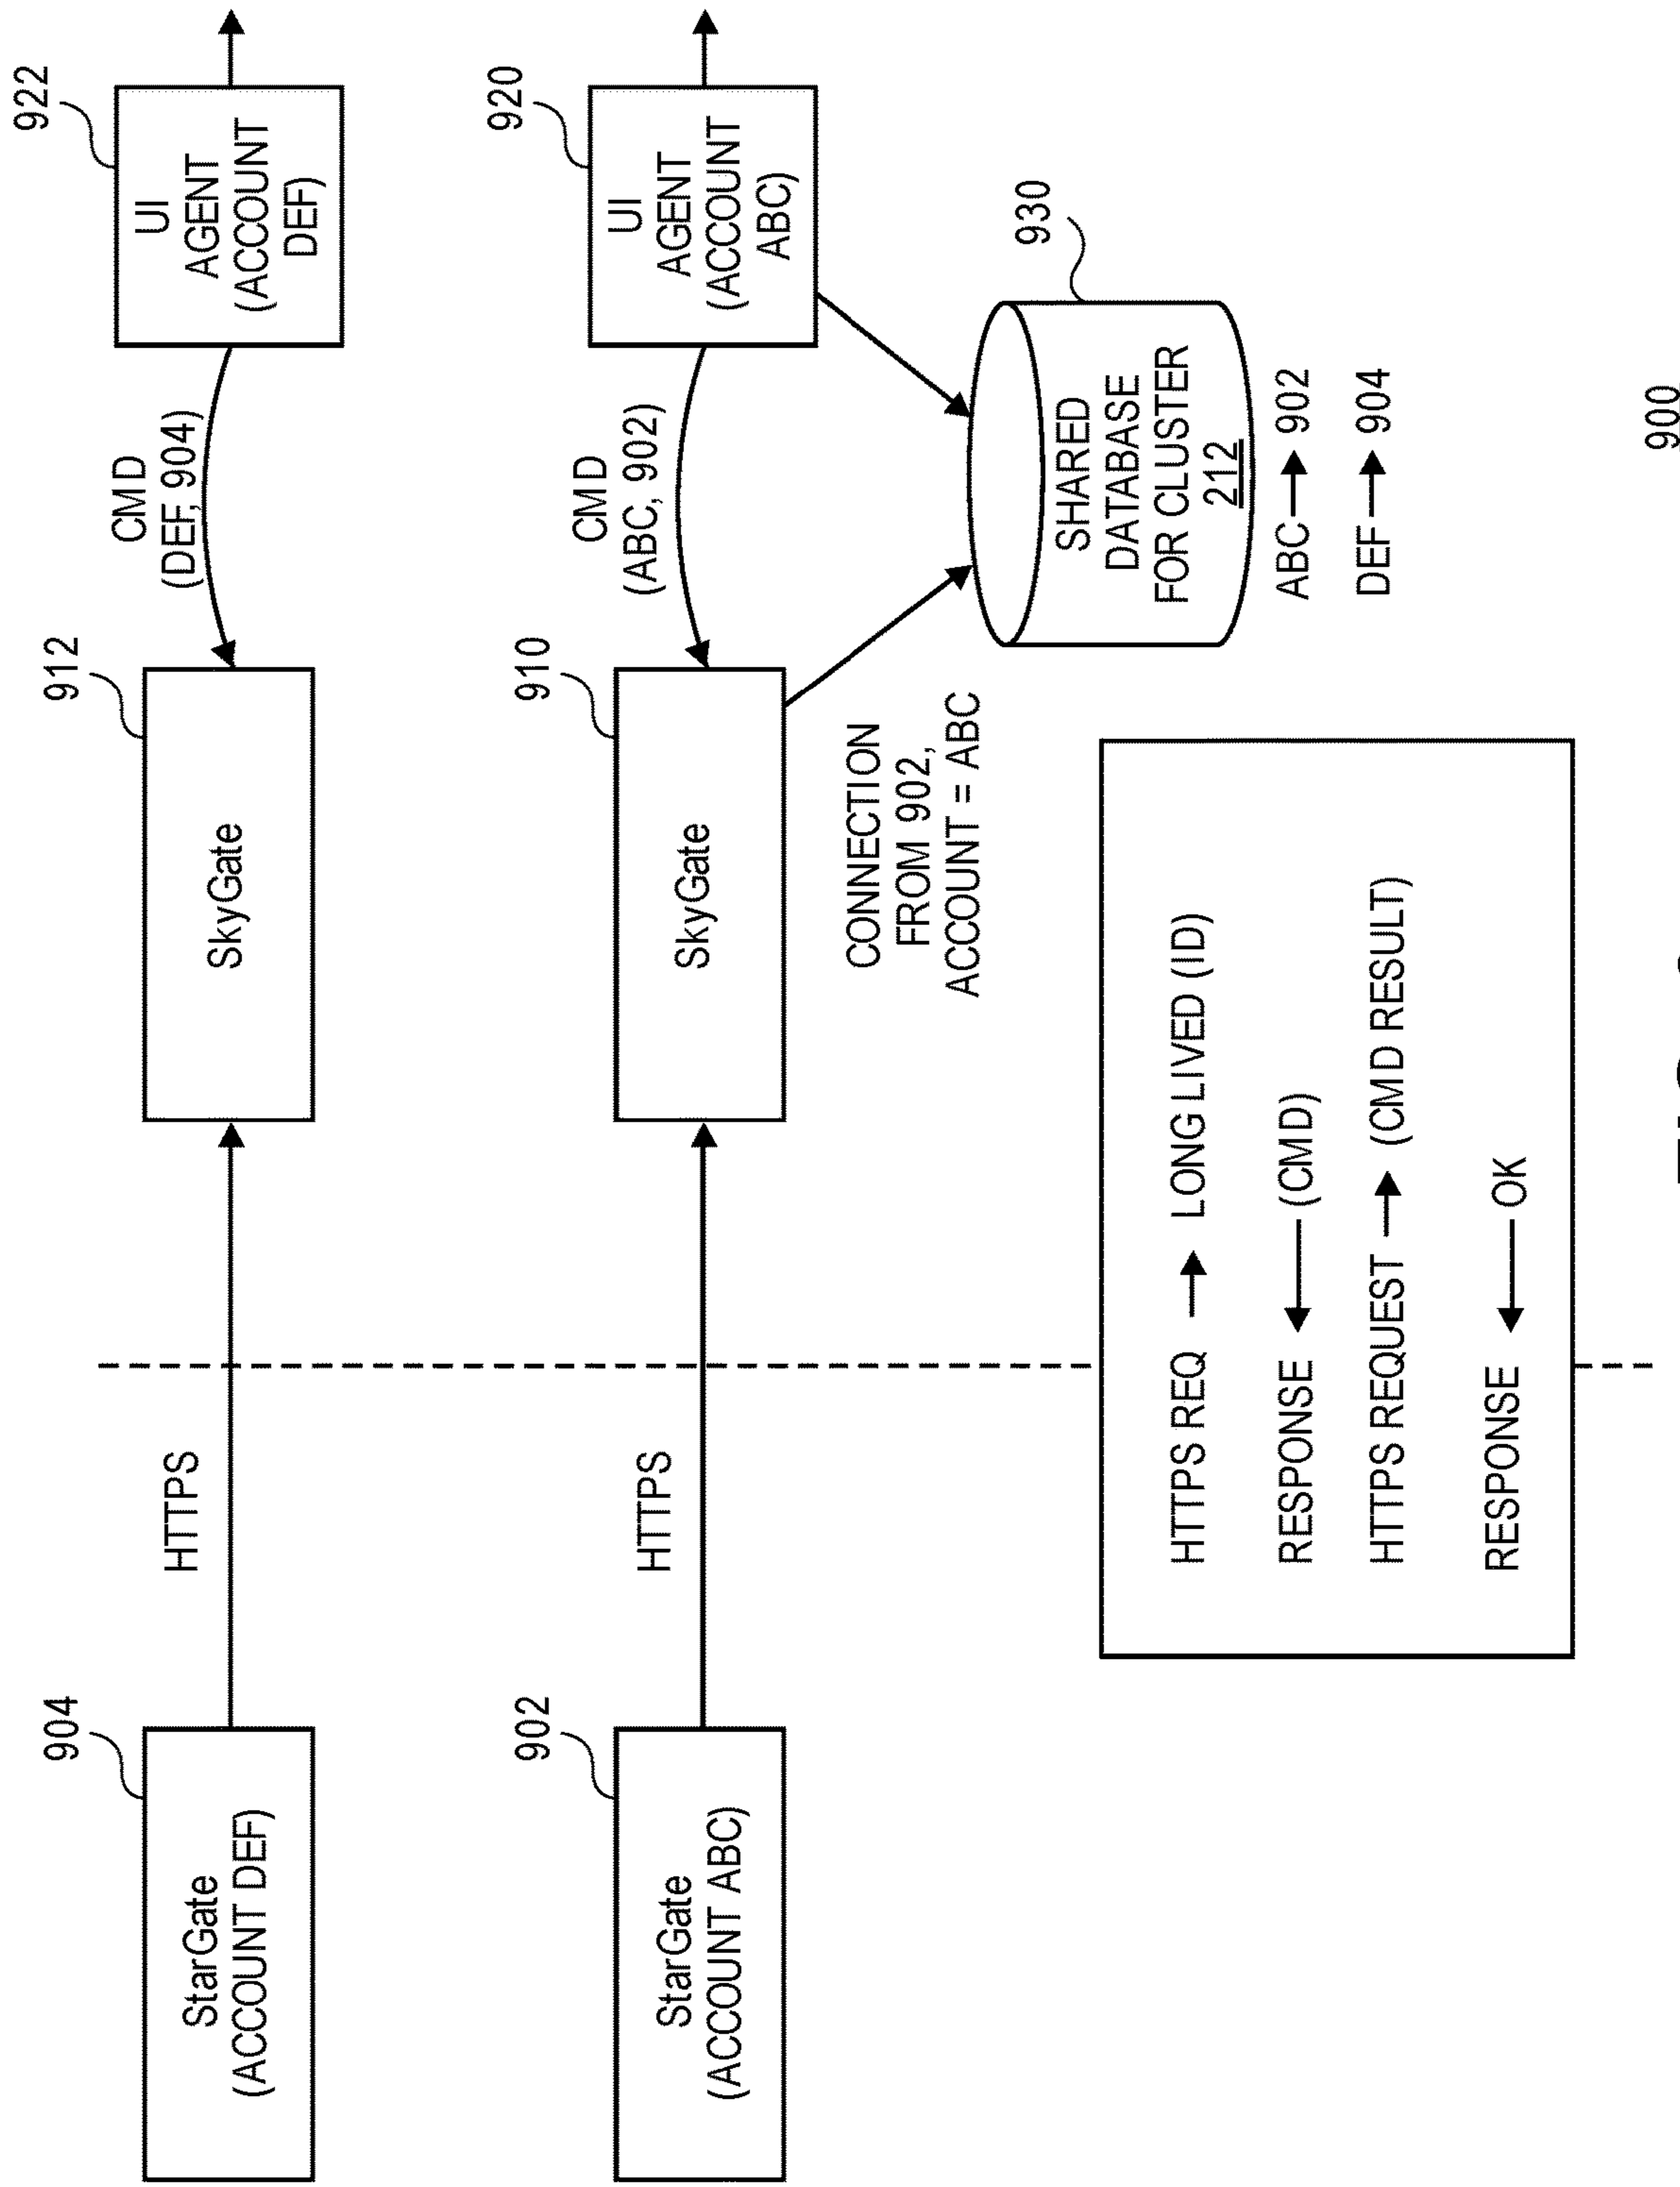 904
StarGate
(ACCOUNT DEF)
HTTPS
912
SkyGate
CMD
(DEF, 904)
922
UI
AGENT
(ACCOUNT
DEF)
902
StarGate
(ACCOUNT ABC)
HTTPS
910
SkyGate
CMD
(ABC, 902)
920
UI
AGENT
(ACCOUNT
ABC)
CONNECTION
FROM 902,
ACCOUNT = ABC
930
SHARED
DATABASE
FOR CLUSTER
212
ABC → 902
DEF → 904
HTTPS REQ → LONG LIVED (ID)
RESPONSE ← (CMD)
HTTPS REQUEST → (CMD RESULT)
RESPONSE ← OK
900